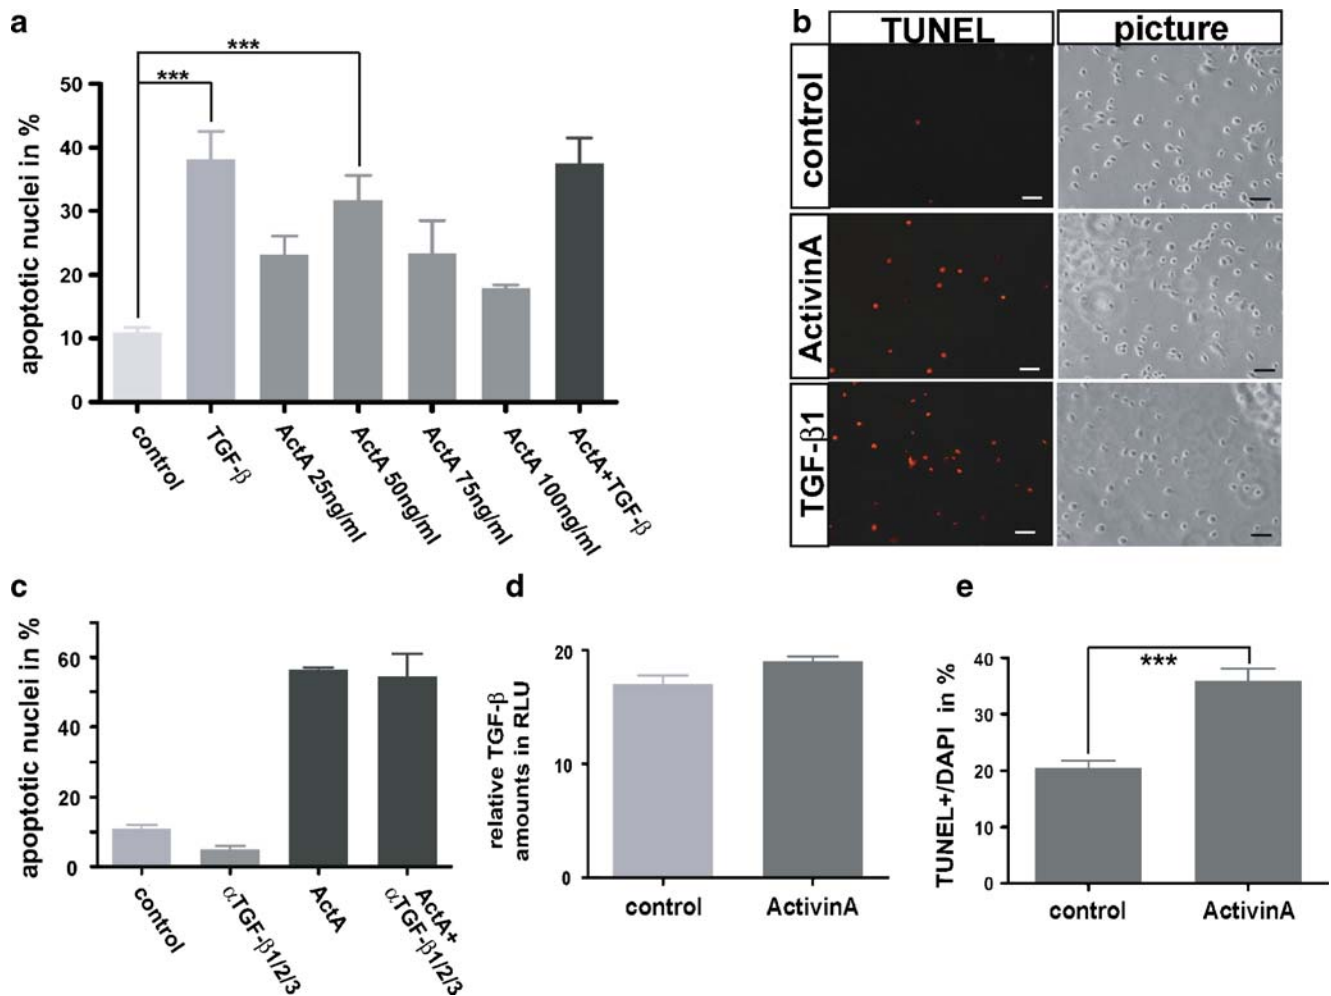 a
***
***
apoptotic nuclei in %
50
40
30
20
10
0
control
TGF-β
ActA 25ng/ml
ActA 50ng/ml
ActA 75ng/ml
ActA 100ng/ml
ActA+TGF-β
b
TUNEL
picture
control
ActivinA
TGF-β1
c
apoptotic nuclei in %
60
40
20
0
control
αTGF-β1/2/3
ActA
ActA+
αTGF-β1/2/3
d
relative TGF-β
amounts in RLU
20
10
0
control
ActivinA
e
TUNEL+/DAPI in %
40
30
20
10
0
***
control
ActivinA